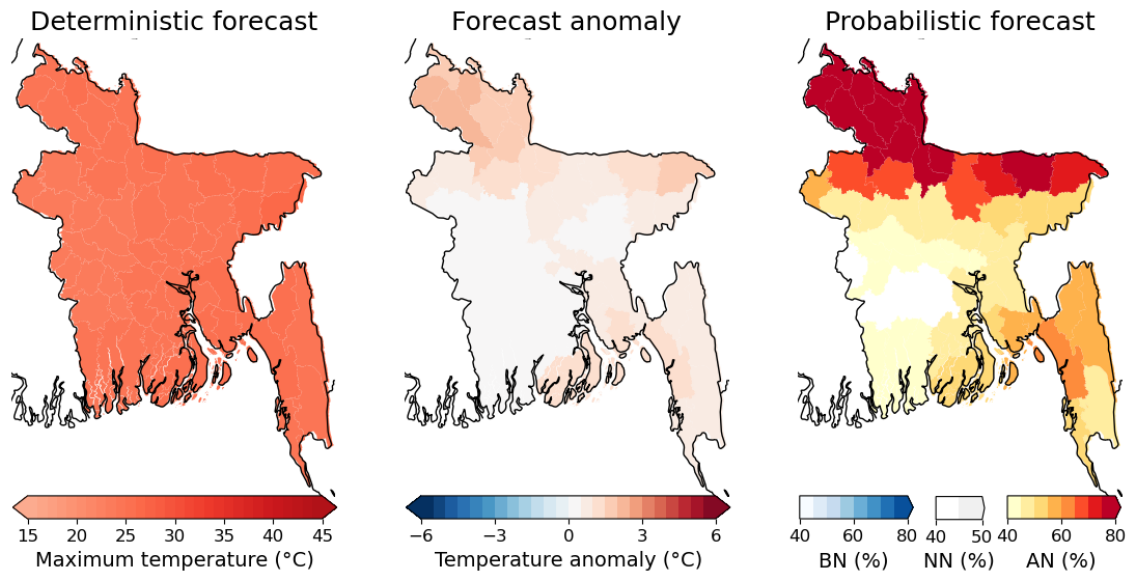 Deterministic forecast
Forecast anomaly
Probabilistic forecast
15 20 25 30 35 40 45
Maximum temperature (°C)
−6 −3 0 3 6
Temperature anomaly (°C)
40 60 80
BN (%)
40 50
NN (%)
40 60 80
AN (%)